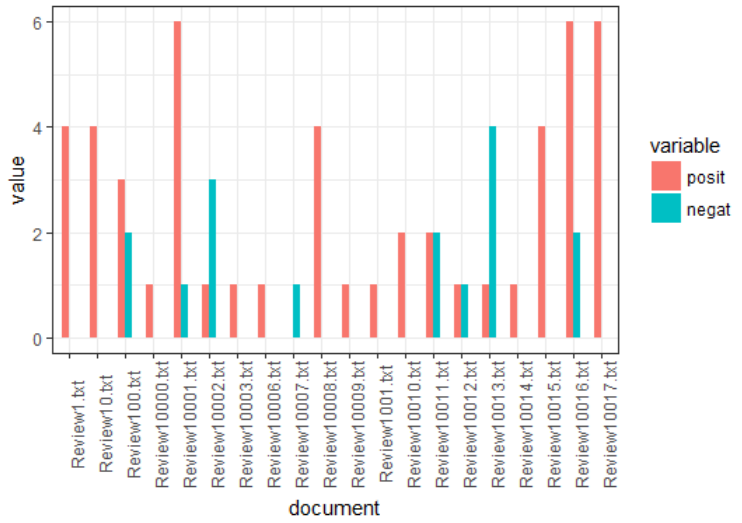 6
4
2
0
value
Review1.txt
Review10.txt
Review100.txt
Review10000.txt
Review10001.txt
Review10002.txt
Review10003.txt
Review10006.txt
Review10007.txt
Review10008.txt
Review10009.txt
Review1001.txt
Review10010.txt
Review10011.txt
Review10012.txt
Review10013.txt
Review10014.txt
Review10015.txt
Review10016.txt
Review10017.txt
document
variable
posit
negat